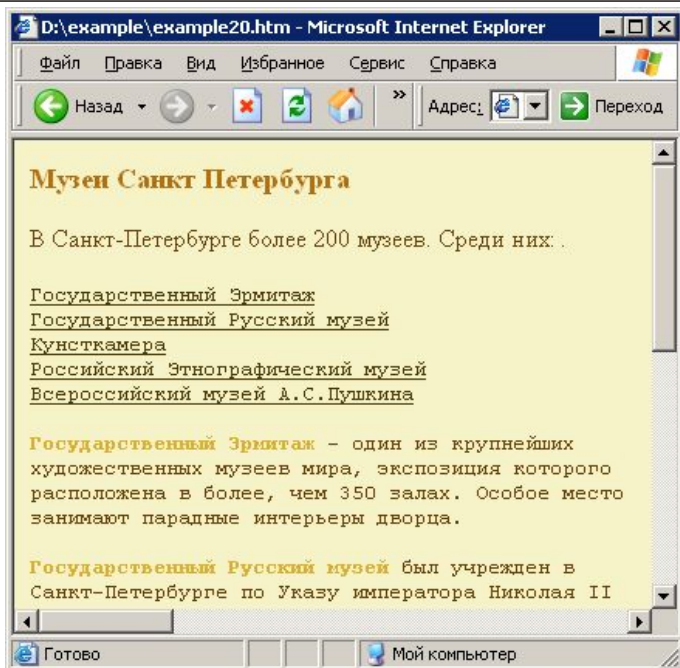 D:\example\example20.htm - Microsoft Internet Explorer
Файл Правка Вид Избранное Сервис Справка
Назад » Адрес: Переход
Музеи Санкт Петербурга
В Санкт-Петербурге более 200 музеев. Среди них: .
Государственный Эрмитаж
Государственный Русский музей
Кунсткамера
Российский Этнографический музей
Всероссийский музей А.С.Пушкина
Государственный Эрмитаж - один из крупнейших
художественных музеев мира, экспозиция которого
расположена в более, чем 350 залах. Особое место
занимают парадные интерьеры дворца.
Государственный Русский музей был учрежден в
Санкт-Петербурге по Указу императора Николая II
Готово Мой компьютер